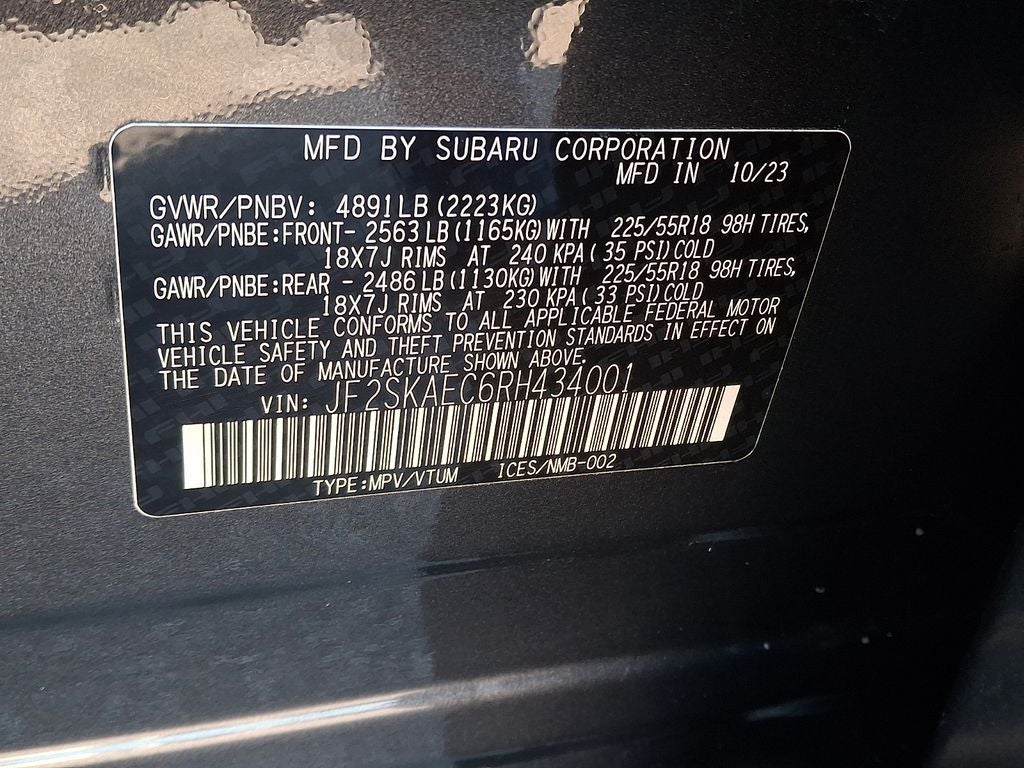 MFD BY SUBARU CORPORATION
MFD IN 10/23
GVWR/PNBV: 4891LB (2223KG)
GAWR/PNBE:FRONT- 2563 LB (1165KG) WITH 225/55R18 98H TIRES,
18X7J RIMS AT 240 KPA ( 35 PSI) COLD
GAWR/PNBE:REAR - 2486 LB (1130KG) WITH 225/55R18 98H TIRES,
18X7J RIMS AT 230 KPA ( 33 PSI) COLD
THIS VEHICLE CONFORMS TO ALL APPLICABLE FEDERAL MOTOR
VEHICLE SAFETY AND THEFT PREVENTION STANDARDS IN EFFECT ON
THE DATE OF MANUFACTURE SHOWN ABOVE.
VIN: JF2SKAEC6RH434001
TYPE:MPV/VTUM ICES/NMB-002